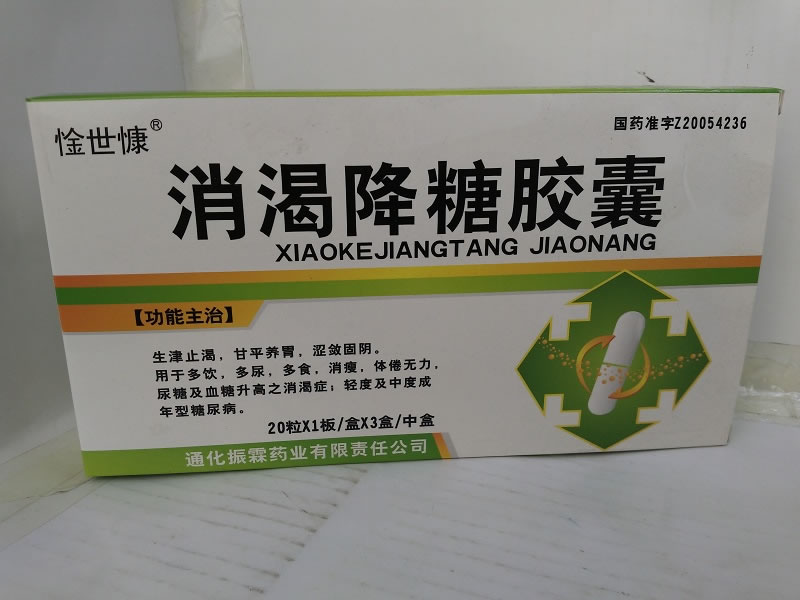 惍世慷®
国药准字Z20054236
消渴降糖胶囊
XIAOKEJIANGTANG JIAONANG
【功能主治】
生津止渴，甘平养胃，涩敛固阴。
用于多饮，多尿，多食，消瘦，体倦无力，
尿糖及血糖升高之消渴症；轻度及中度成
年型糖尿病。
20粒X1板/盒X3盒/中盒
通化振霖药业有限责任公司